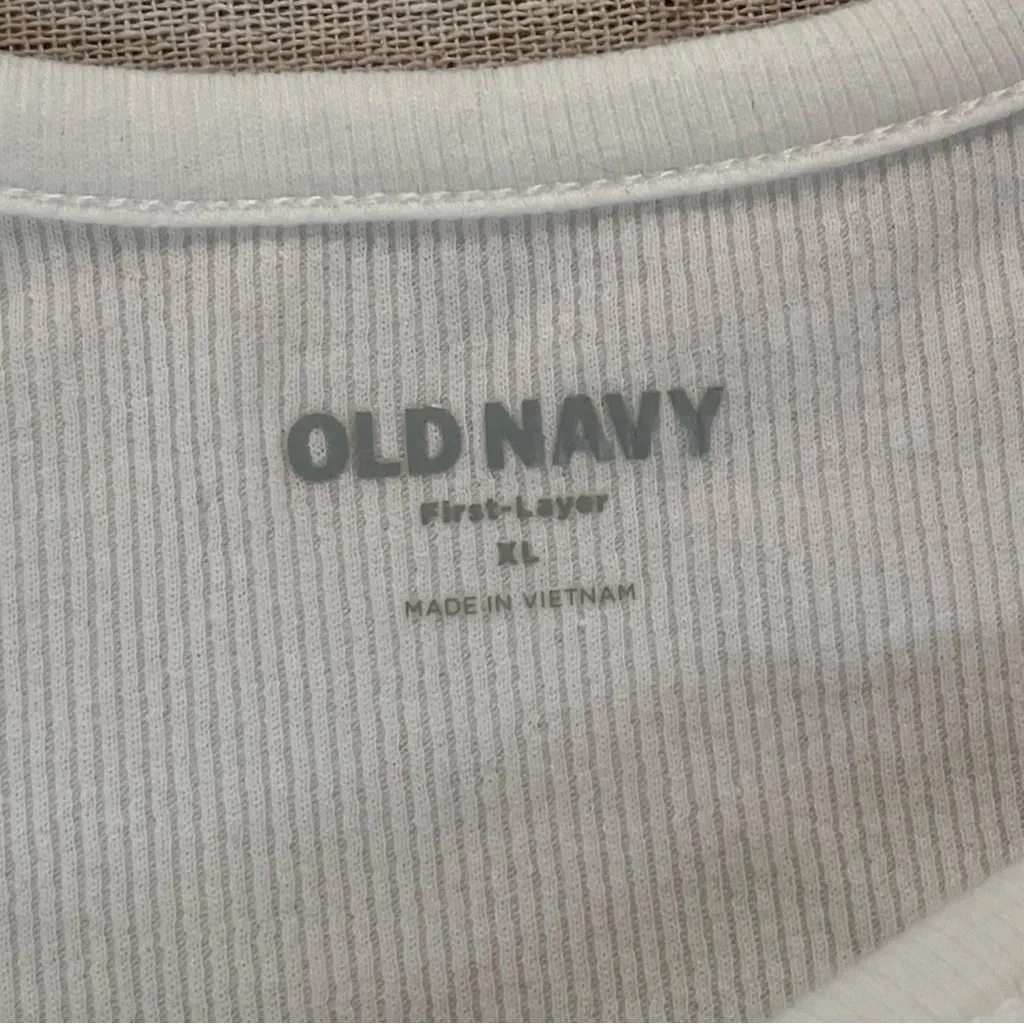 OLD NAVY
First-Layer
XL
MADE IN VIETNAM